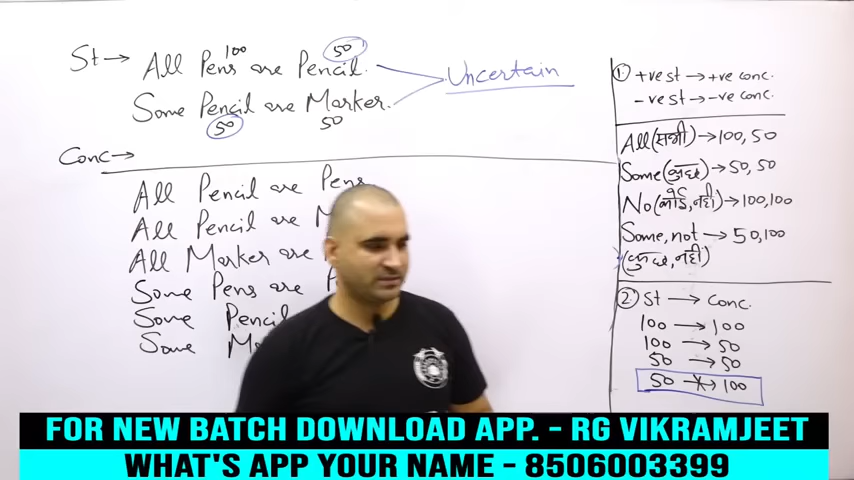 St → All Pens are Pencil.
100 50
Some Pencil are Marker.
50 50
Uncertain
Conc →
All Pencil are Pens
All Pencil are
All Marker are
Some Pens are
Some Pencil
Some
① +ve st → +ve conc.
-ve st → -ve conc.
All (सभी) → 100, 50
Some (कुछ) → 50, 50
No (कोई, नहीं) → 100, 100
Some, not → 50, 100
(कुछ, नहीं)
② St → Conc.
100 → 100
100 → 50
50 → 50
50 ↛ 100
FOR NEW BATCH DOWNLOAD APP. - RG VIKRAMJEET
WHAT'S APP YOUR NAME - 8506003399